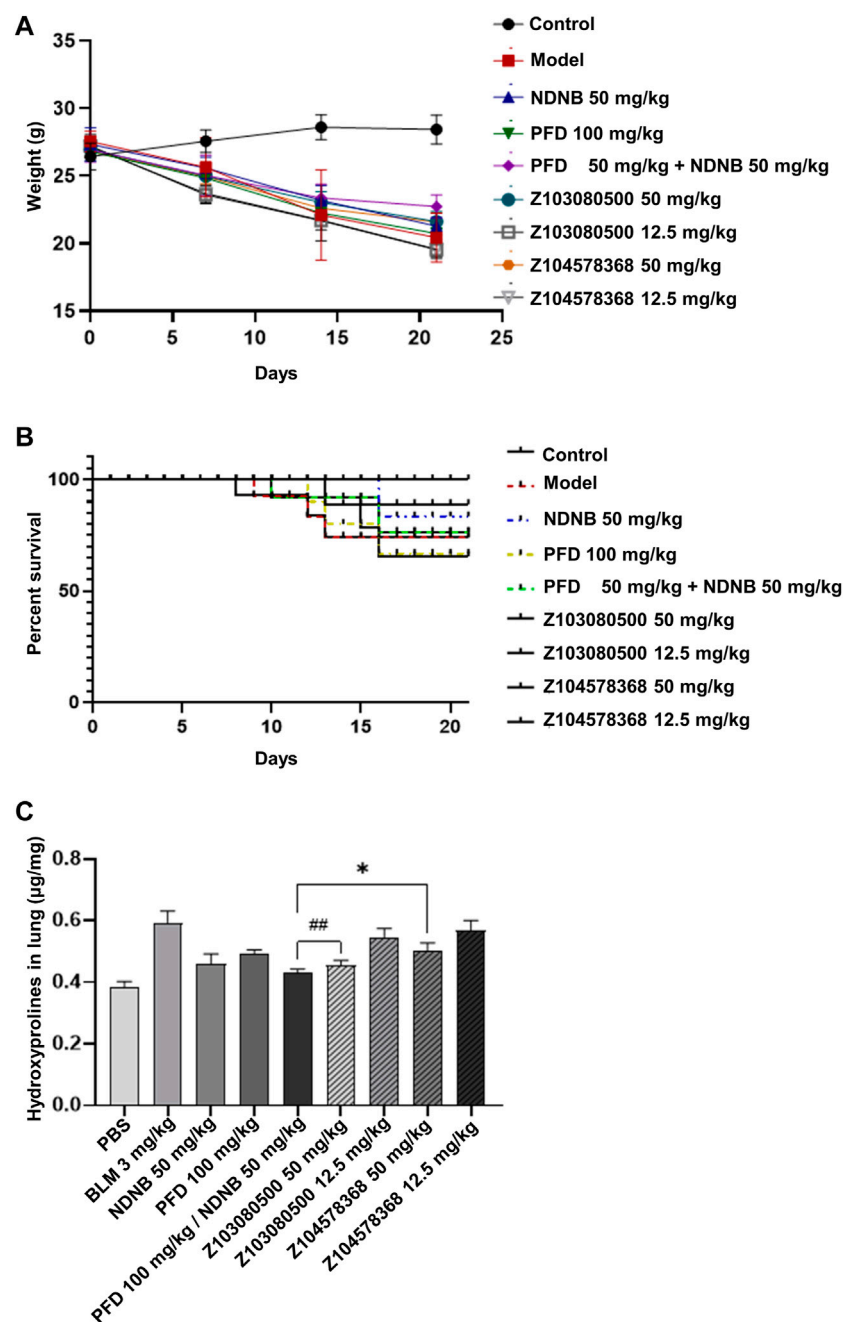 A
Weight (g)
35
30
25
20
15
0
5
10
15
20
25
Days
Control
Model
NDNB 50 mg/kg
PFD 100 mg/kg
PFD 50 mg/kg + NDNB 50 mg/kg
Z103080500 50 mg/kg
Z103080500 12.5 mg/kg
Z104578368 50 mg/kg
Z104578368 12.5 mg/kg
B
Percent survival
100
50
0
0
5
10
15
20
Days
Control
Model
NDNB 50 mg/kg
PFD 100 mg/kg
PFD 50 mg/kg + NDNB 50 mg/kg
Z103080500 50 mg/kg
Z103080500 12.5 mg/kg
Z104578368 50 mg/kg
Z104578368 12.5 mg/kg
C
Hydroxyprolines in lung (µg/mg)
0.8
0.6
0.4
0.2
0.0
*
##
PBS
BLM 3 mg/kg
NDNB 50 mg/kg
PFD 100 mg/kg
PFD 100 mg/kg / NDNB 50 mg/kg
Z103080500 50 mg/kg
Z103080500 12.5 mg/kg
Z104578368 50 mg/kg
Z104578368 12.5 mg/kg